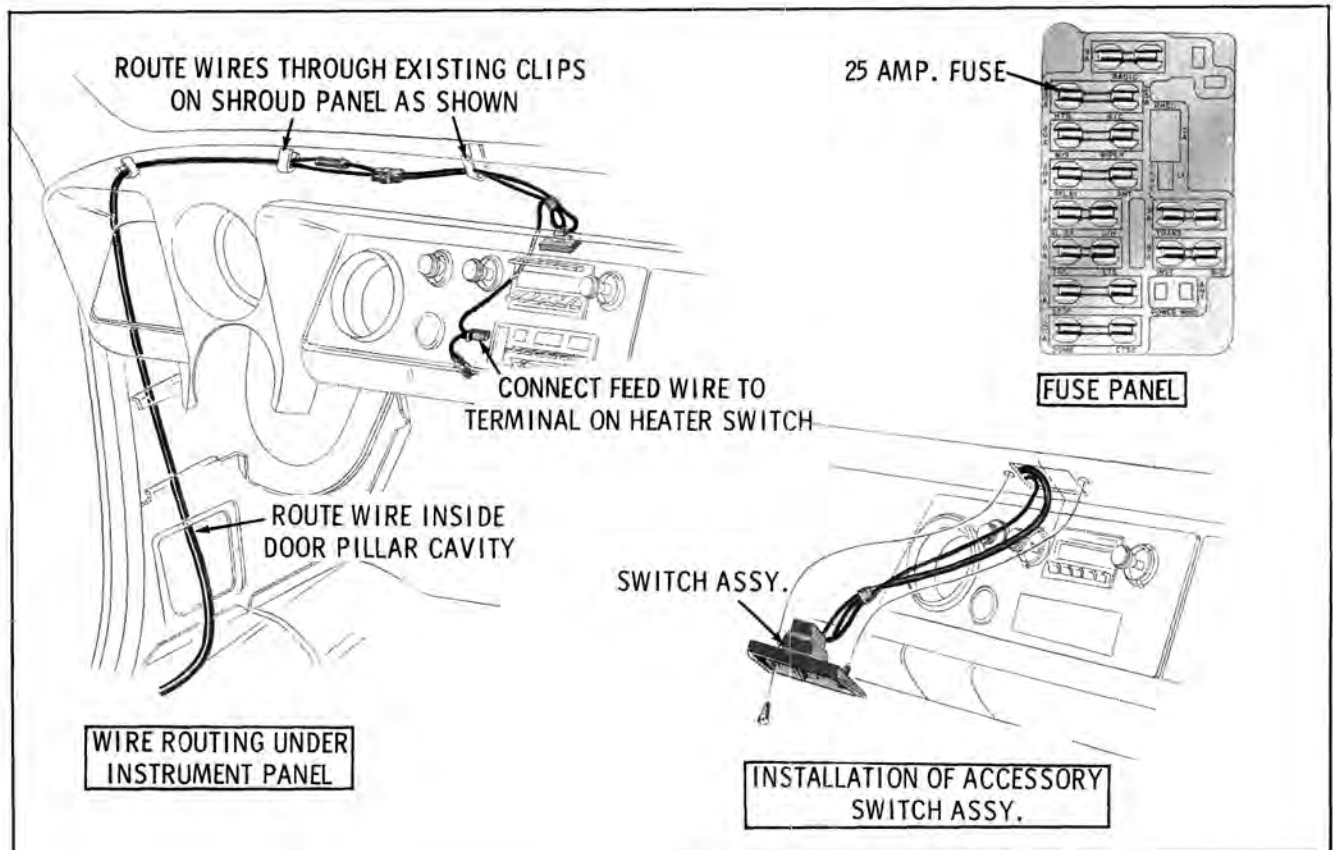 ROUTE WIRES THROUGH EXISTING CLIPS
ON SHROUD PANEL AS SHOWN
25 AMP. FUSE
RADIO
CONNECT FEED WIRE TO
TERMINAL ON HEATER SWITCH
FUSE PANEL
ROUTE WIRE INSIDE
DOOR PILLAR CAVITY
SWITCH ASSY.
WIRE ROUTING UNDER
INSTRUMENT PANEL
INSTALLATION OF ACCESSORY
SWITCH ASSY.